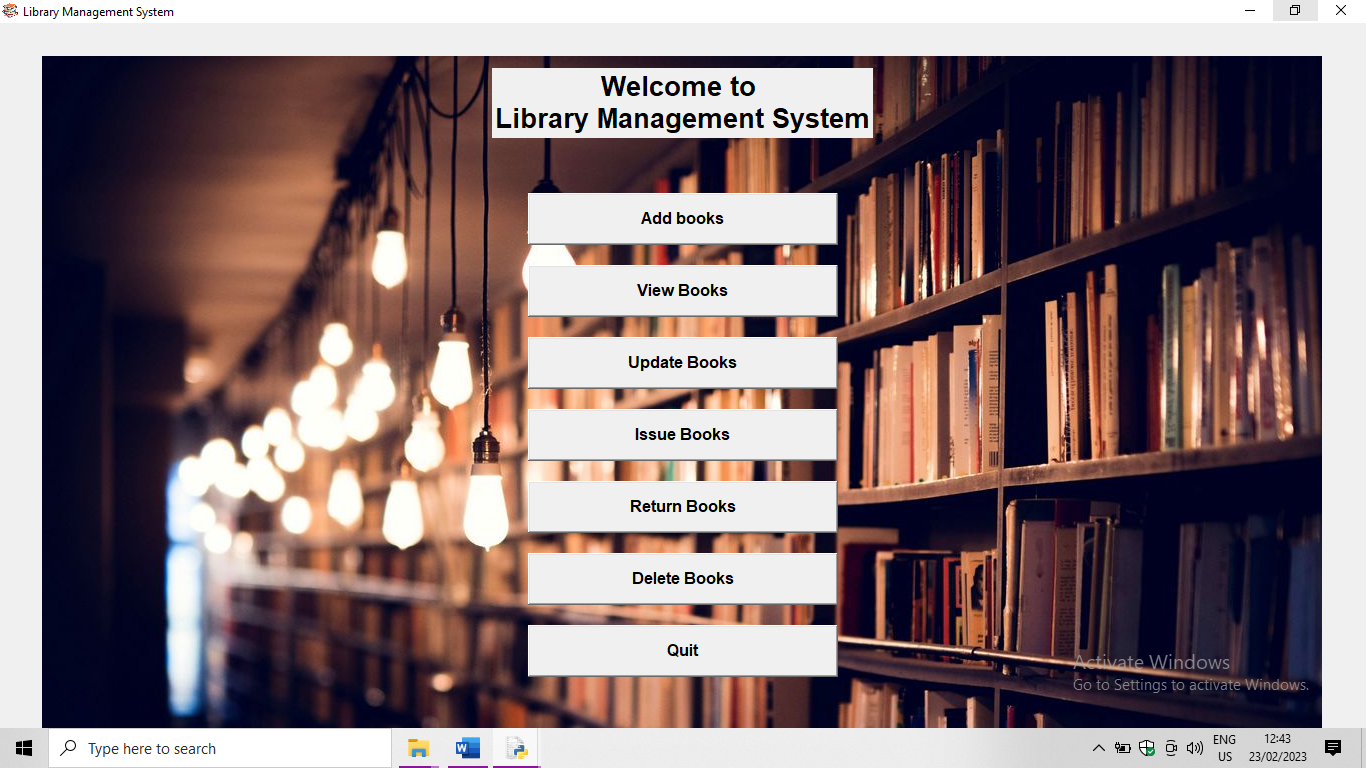 Library Management System
Welcome to
Library Management System
Add books
View Books
Update Books
Issue Books
Return Books
Delete Books
Quit
Activate Windows
Go to Settings to activate Windows.
Type here to search
ENG
US
12:43
23/02/2023